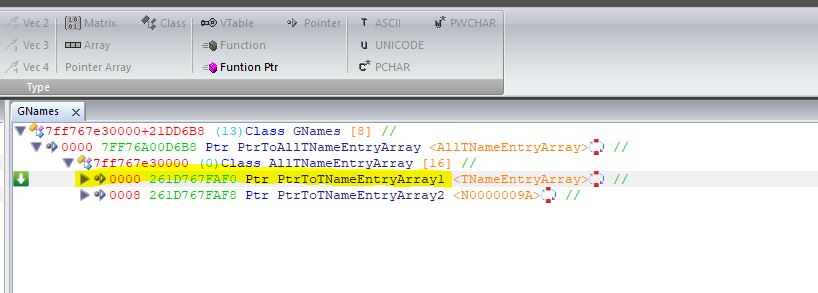 Vec 2 Matrix Class VTable Pointer ASCII PWCHAR
Vec 3 Array Function UNICODE
Vec 4 Pointer Array Funtion Ptr PCHAR
Type
GNames x
7ff767e30000+21DD6B8 (13)Class GNames [8] //
0000 7FF76A00D6B8 Ptr PtrToAllTNameEntryArray <AllTNameEntryArray> //
7ff767e30000 (0)Class AllTNameEntryArray [16] //
0000 261D767FAF0 Ptr PtrToTNameEntryArray1 <TNameEntryArray> //
0008 261D767FAF8 Ptr PtrToTNameEntryArray2 <N0000009A> //